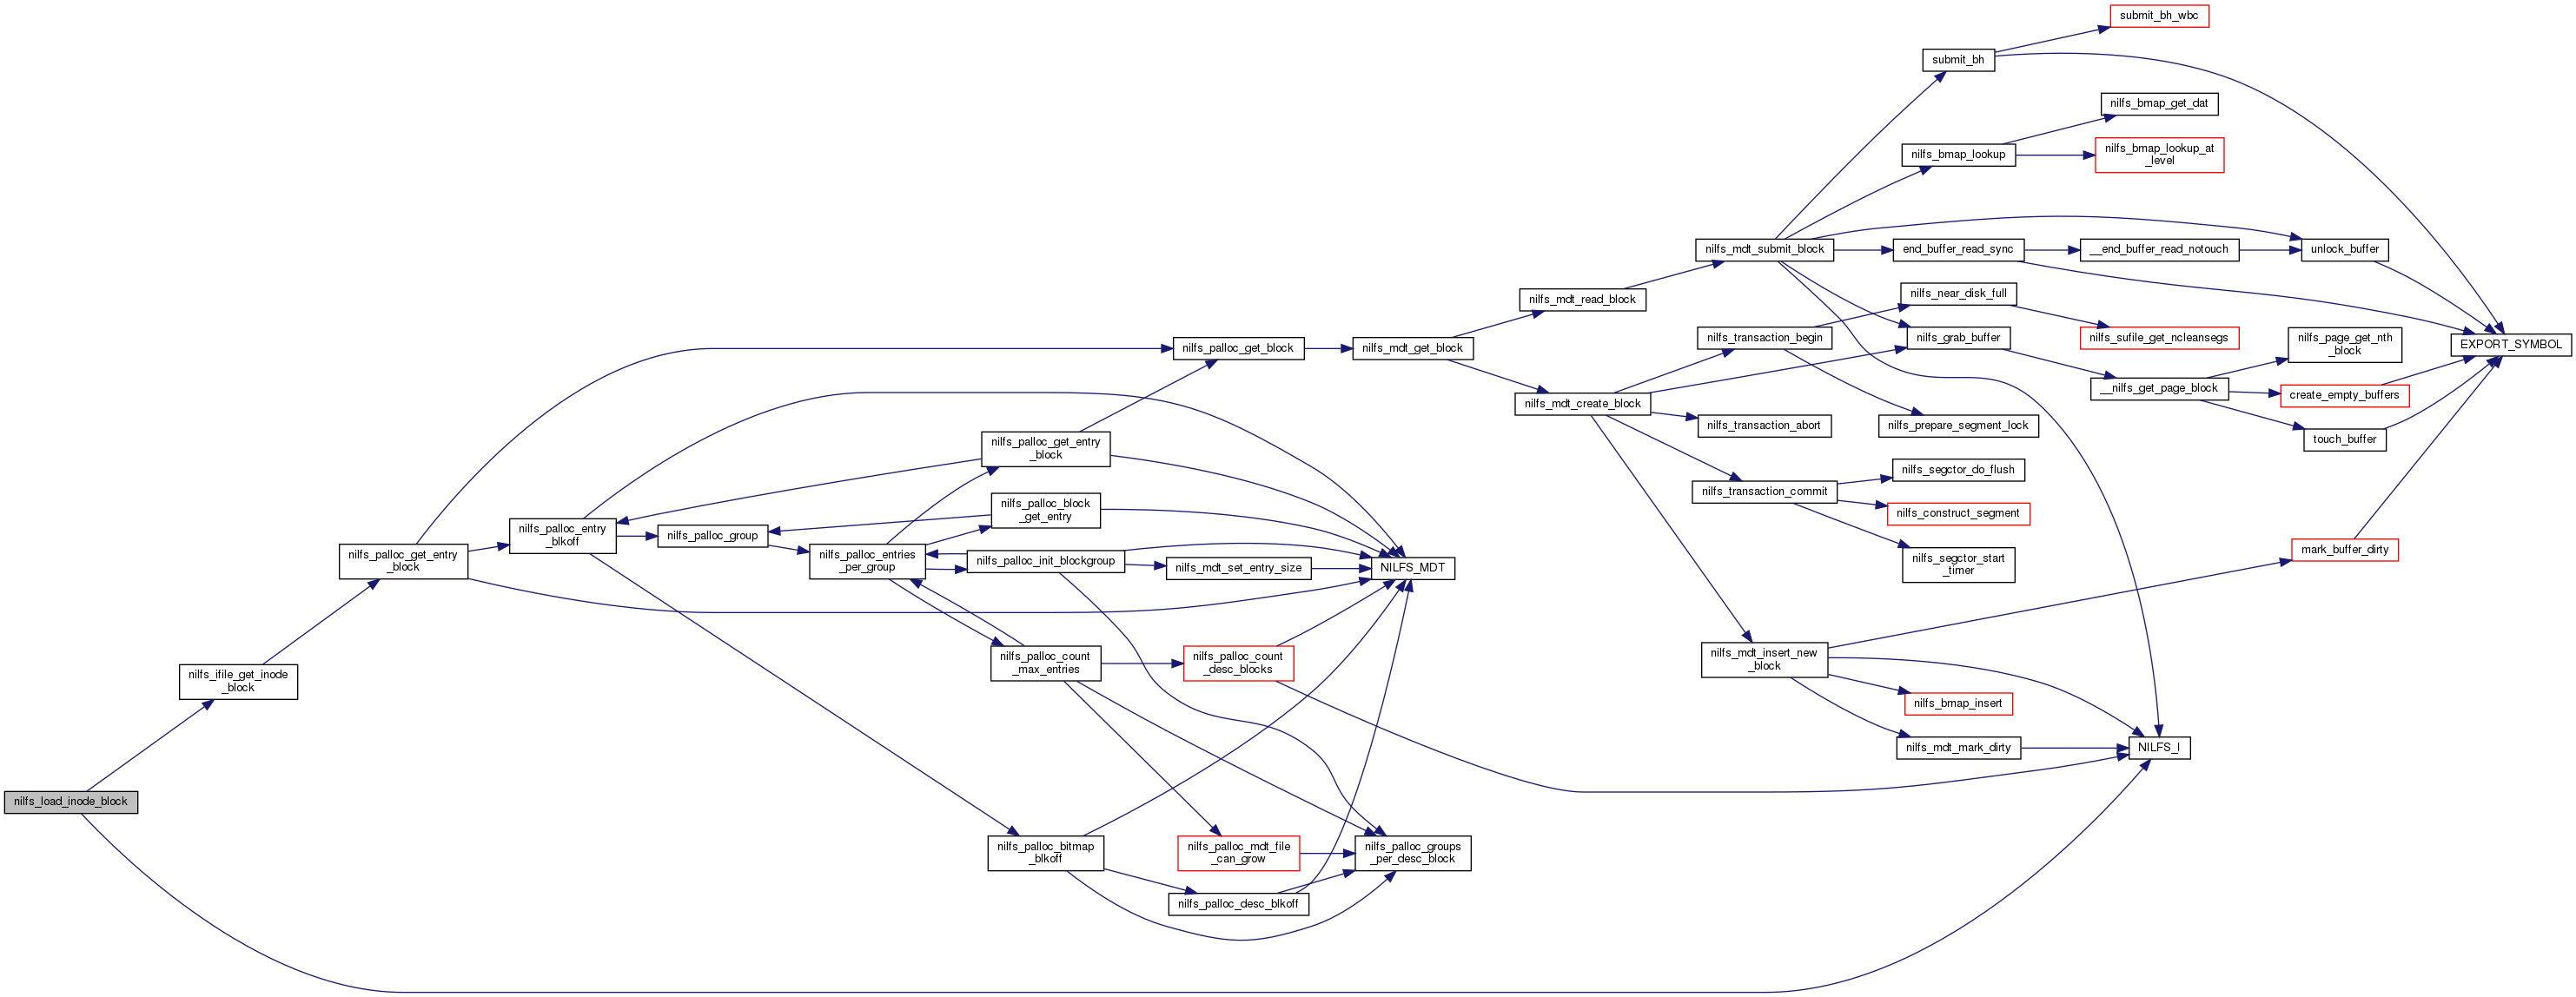 submit_bh_wbc
submit_bh
nilfs_bmap_get_dat
nilfs_bmap_lookup
nilfs_bmap_lookup_at
_level
nilfs_mdt_submit_block
end_buffer_read_sync
__end_buffer_read_notouch
unlock_buffer
nilfs_mdt_read_block
nilfs_near_disk_full
nilfs_transaction_begin
nilfs_grab_buffer
nilfs_sufile_get_ncleansegs
nilfs_page_get_nth
_block
EXPORT_SYMBOL
nilfs_palloc_get_block
nilfs_mdt_get_block
__nilfs_get_page_block
create_empty_buffers
nilfs_mdt_create_block
nilfs_transaction_abort
nilfs_prepare_segment_lock
touch_buffer
nilfs_palloc_get_entry
_block
nilfs_segctor_do_flush
nilfs_transaction_commit
nilfs_construct_segment
nilfs_palloc_block
_get_entry
nilfs_palloc_entry
_blkoff
nilfs_palloc_group
nilfs_palloc_get_entry
_block
nilfs_palloc_entries
_per_group
nilfs_palloc_init_blockgroup
nilfs_mdt_set_entry_size
NILFS_MDT
nilfs_segctor_start
_timer
mark_buffer_dirty
nilfs_ifile_get_inode
_block
nilfs_palloc_count
_max_entries
nilfs_palloc_count
_desc_blocks
nilfs_mdt_insert_new
_block
nilfs_bmap_insert
nilfs_mdt_mark_dirty
NILFS_I
nilfs_load_inode_block
nilfs_palloc_bitmap
_blkoff
nilfs_palloc_mdt_file
_can_grow
nilfs_palloc_groups
_per_desc_block
nilfs_palloc_desc_blkoff